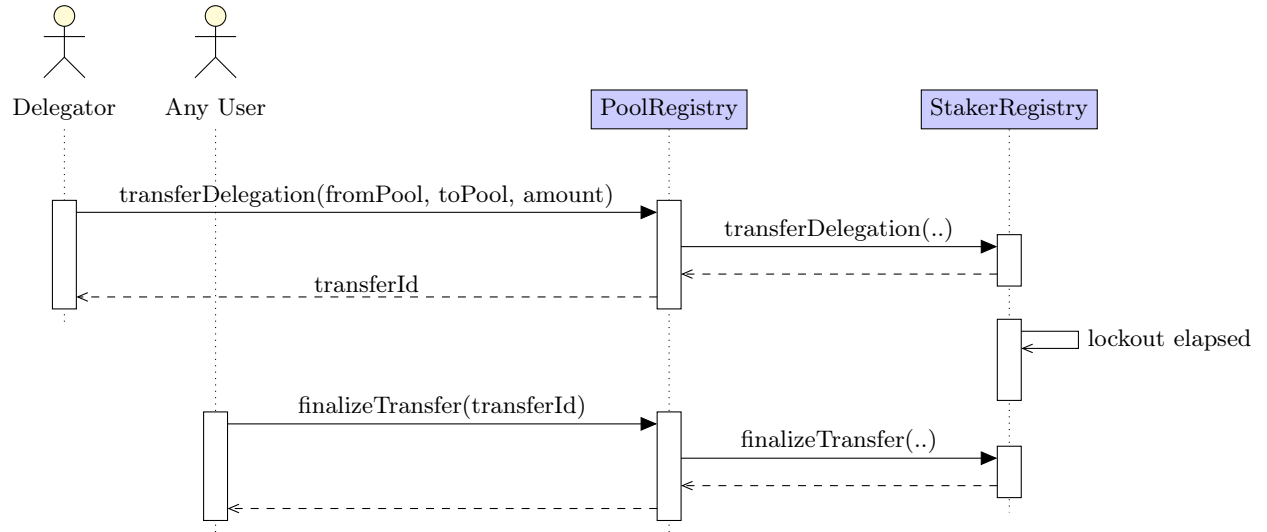 Delegator
Any User
PoolRegistry
StakerRegistry
transferDelegation(fromPool, toPool, amount)
transferDelegation(..)
transferId
lockout elapsed
finalizeTransfer(transferId)
finalizeTransfer(..)